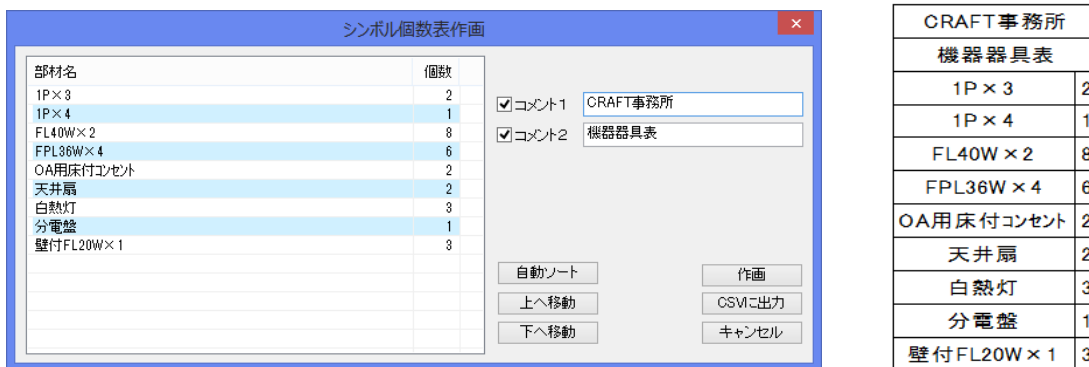 シンボル個数表作画
部材名 個数
1P×3 2
1P×4 1
FL40W×2 8
FPL36W×4 6
OA用床付コンセント 2
天井扇 2
白熱灯 3
分電盤 1
壁付FL20W×1 3
コメント1 CRAFT事務所
コメント2 機器器具表
自動ソート 作画
上へ移動 CSVに出力
下へ移動 キャンセル
CRAFT事務所
機器器具表
1P×3 2
1P×4 1
FL40W×2 8
FPL36W×4 6
OA用床付コンセント 2
天井扇 2
白熱灯 3
分電盤 1
壁付FL20W×1 3